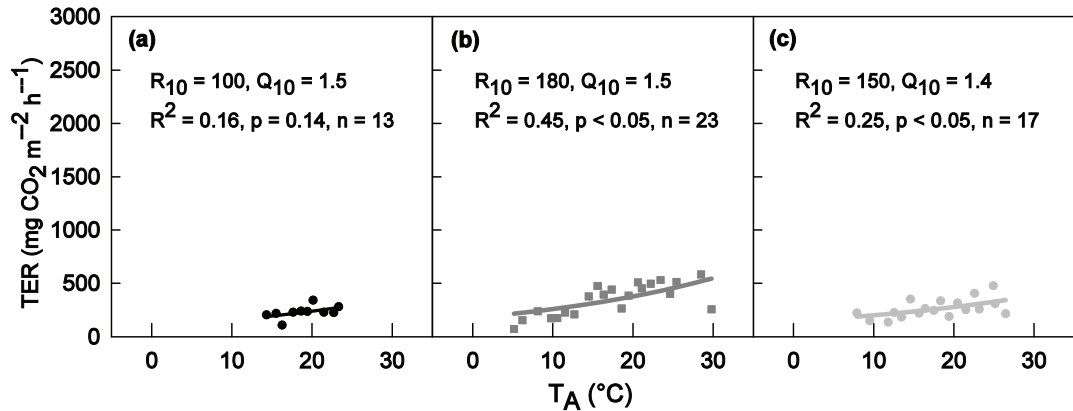 3000
2500
2000
1500
1000
500
0
TER (mg CO2 m−2 h−1)
(a)
R10 = 100, Q10 = 1.5
R2 = 0.16, p = 0.14, n = 13
(b)
R10 = 180, Q10 = 1.5
R2 = 0.45, p < 0.05, n = 23
(c)
R10 = 150, Q10 = 1.4
R2 = 0.25, p < 0.05, n = 17
0 10 20 30
0 10 20 30
0 10 20 30
TA (°C)